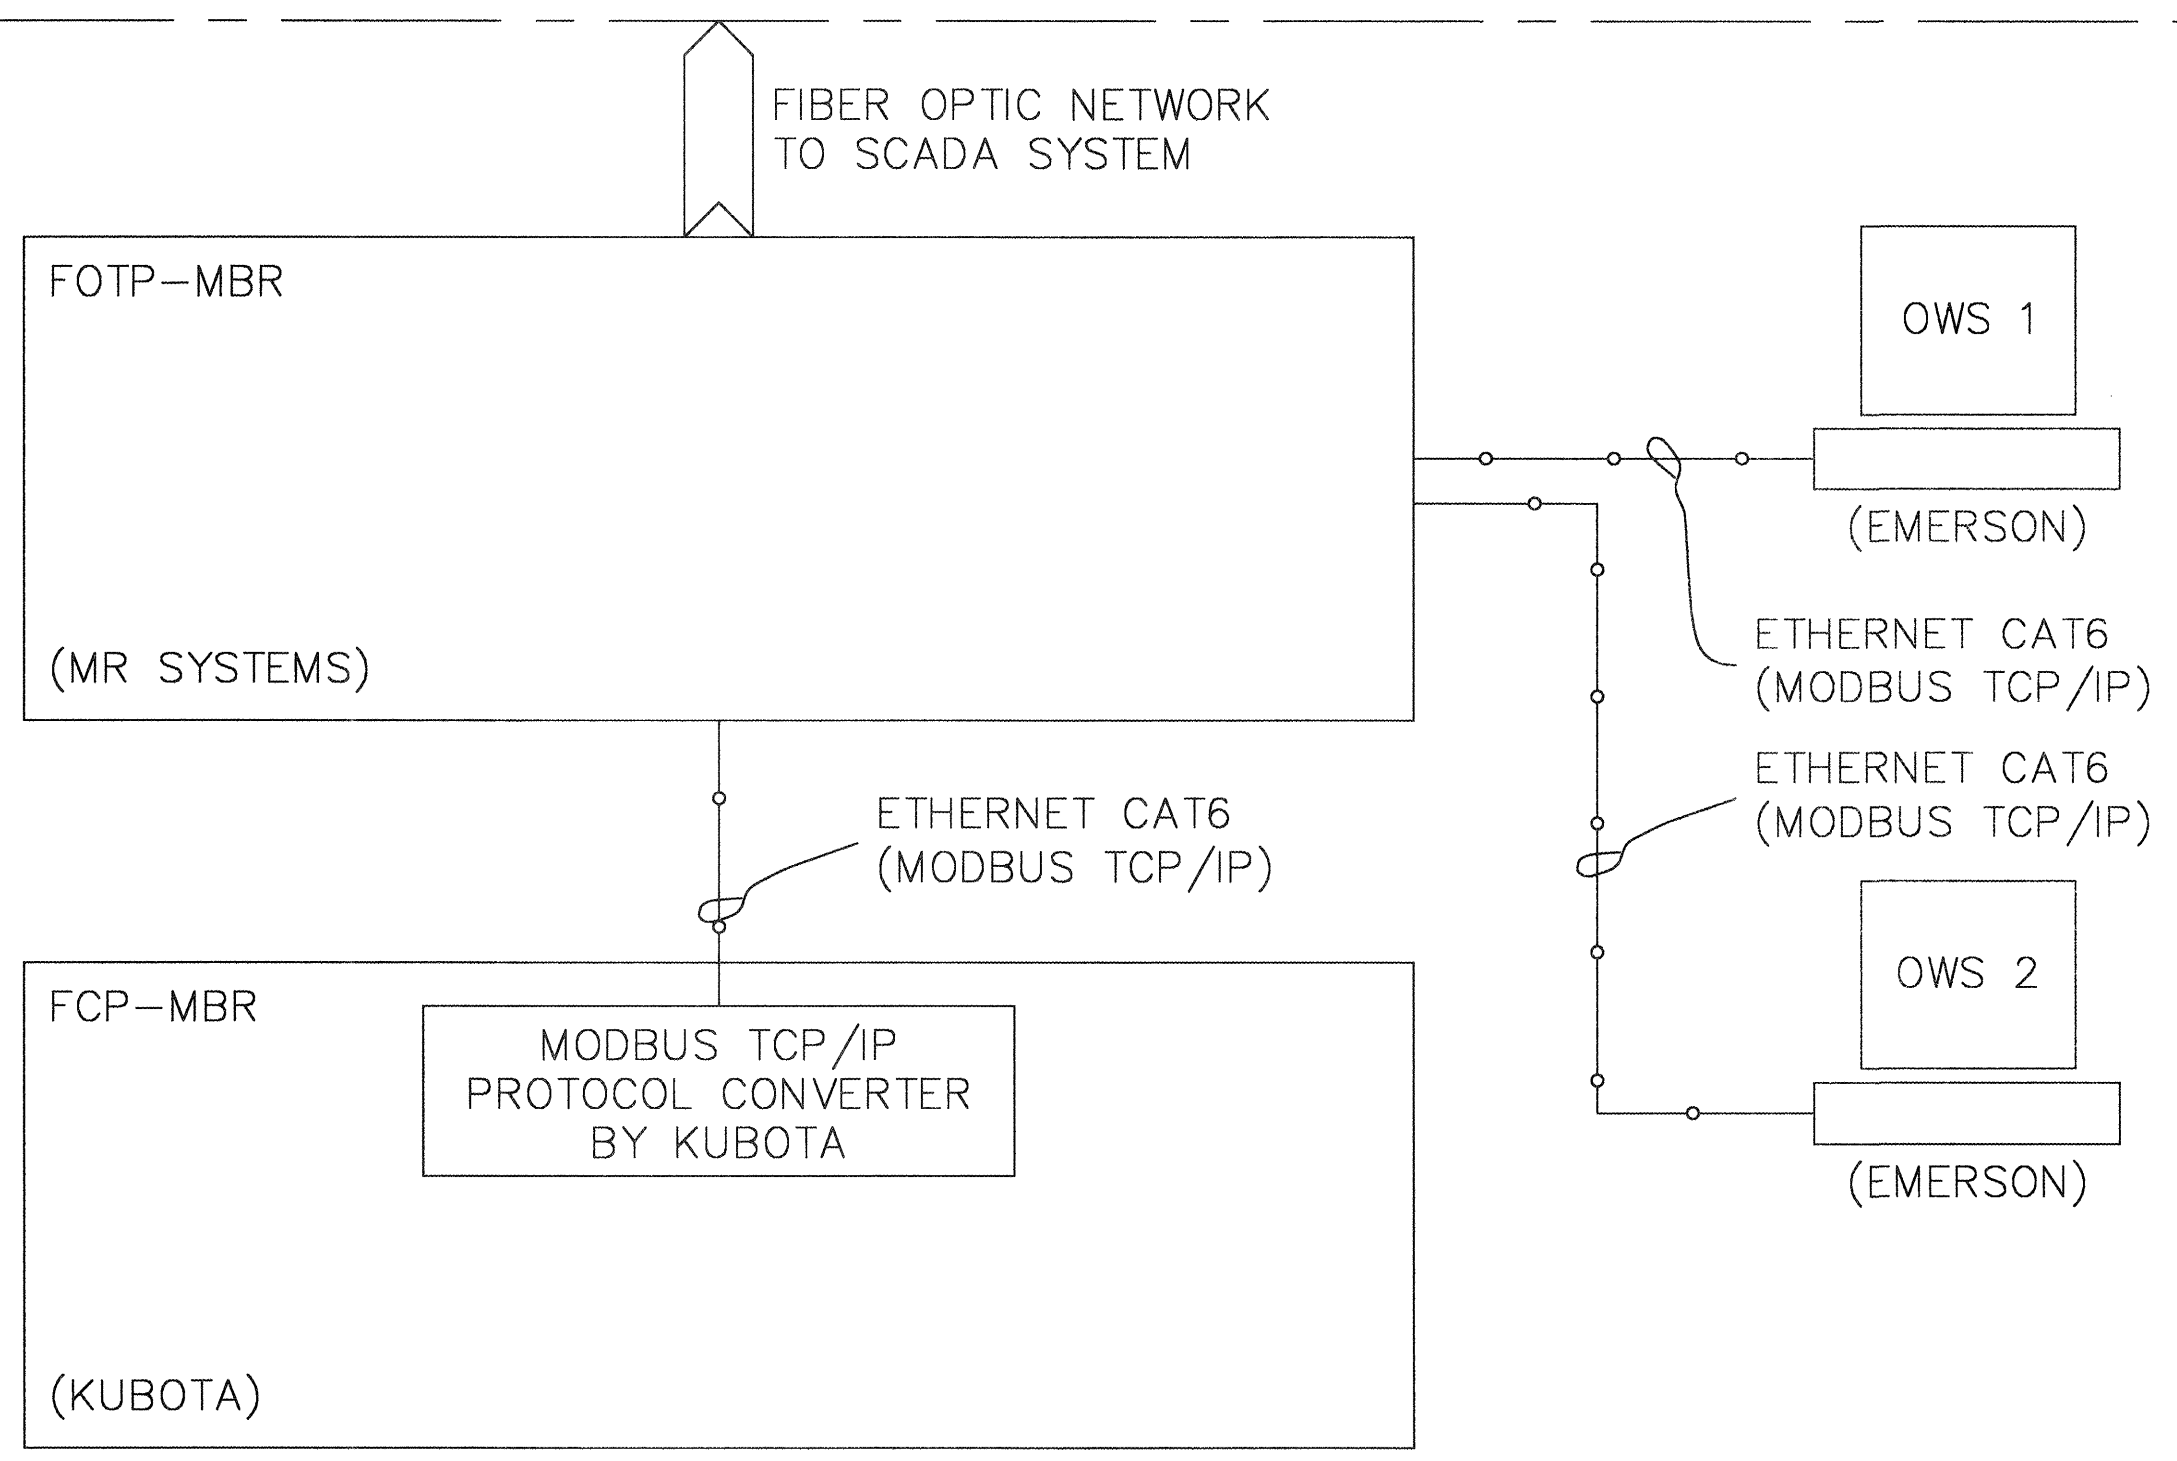 FIBER OPTIC NETWORK
TO SCADA SYSTEM
FOTP-MBR
OWS 1
(EMERSON)
(MR SYSTEMS)
ETHERNET CAT6
(MODBUS TCP/IP)
ETHERNET CAT6
(MODBUS TCP/IP)
ETHERNET CAT6
(MODBUS TCP/IP)
OWS 2
(EMERSON)
FCP-MBR
MODBUS TCP/IP
PROTOCOL CONVERTER
BY KUBOTA
(KUBOTA)